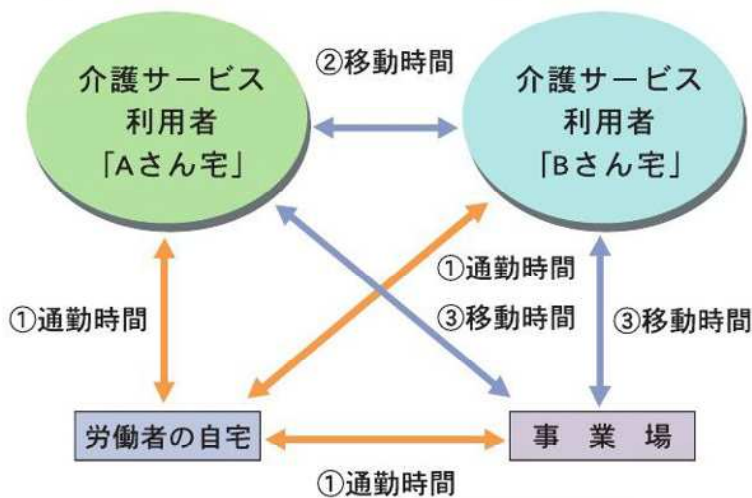 介護サービス
利用者
「Aさん宅」
②移動時間
介護サービス
利用者
「Bさん宅」
①通勤時間
①通勤時間
③移動時間
③移動時間
労働者の自宅
事業場
①通勤時間